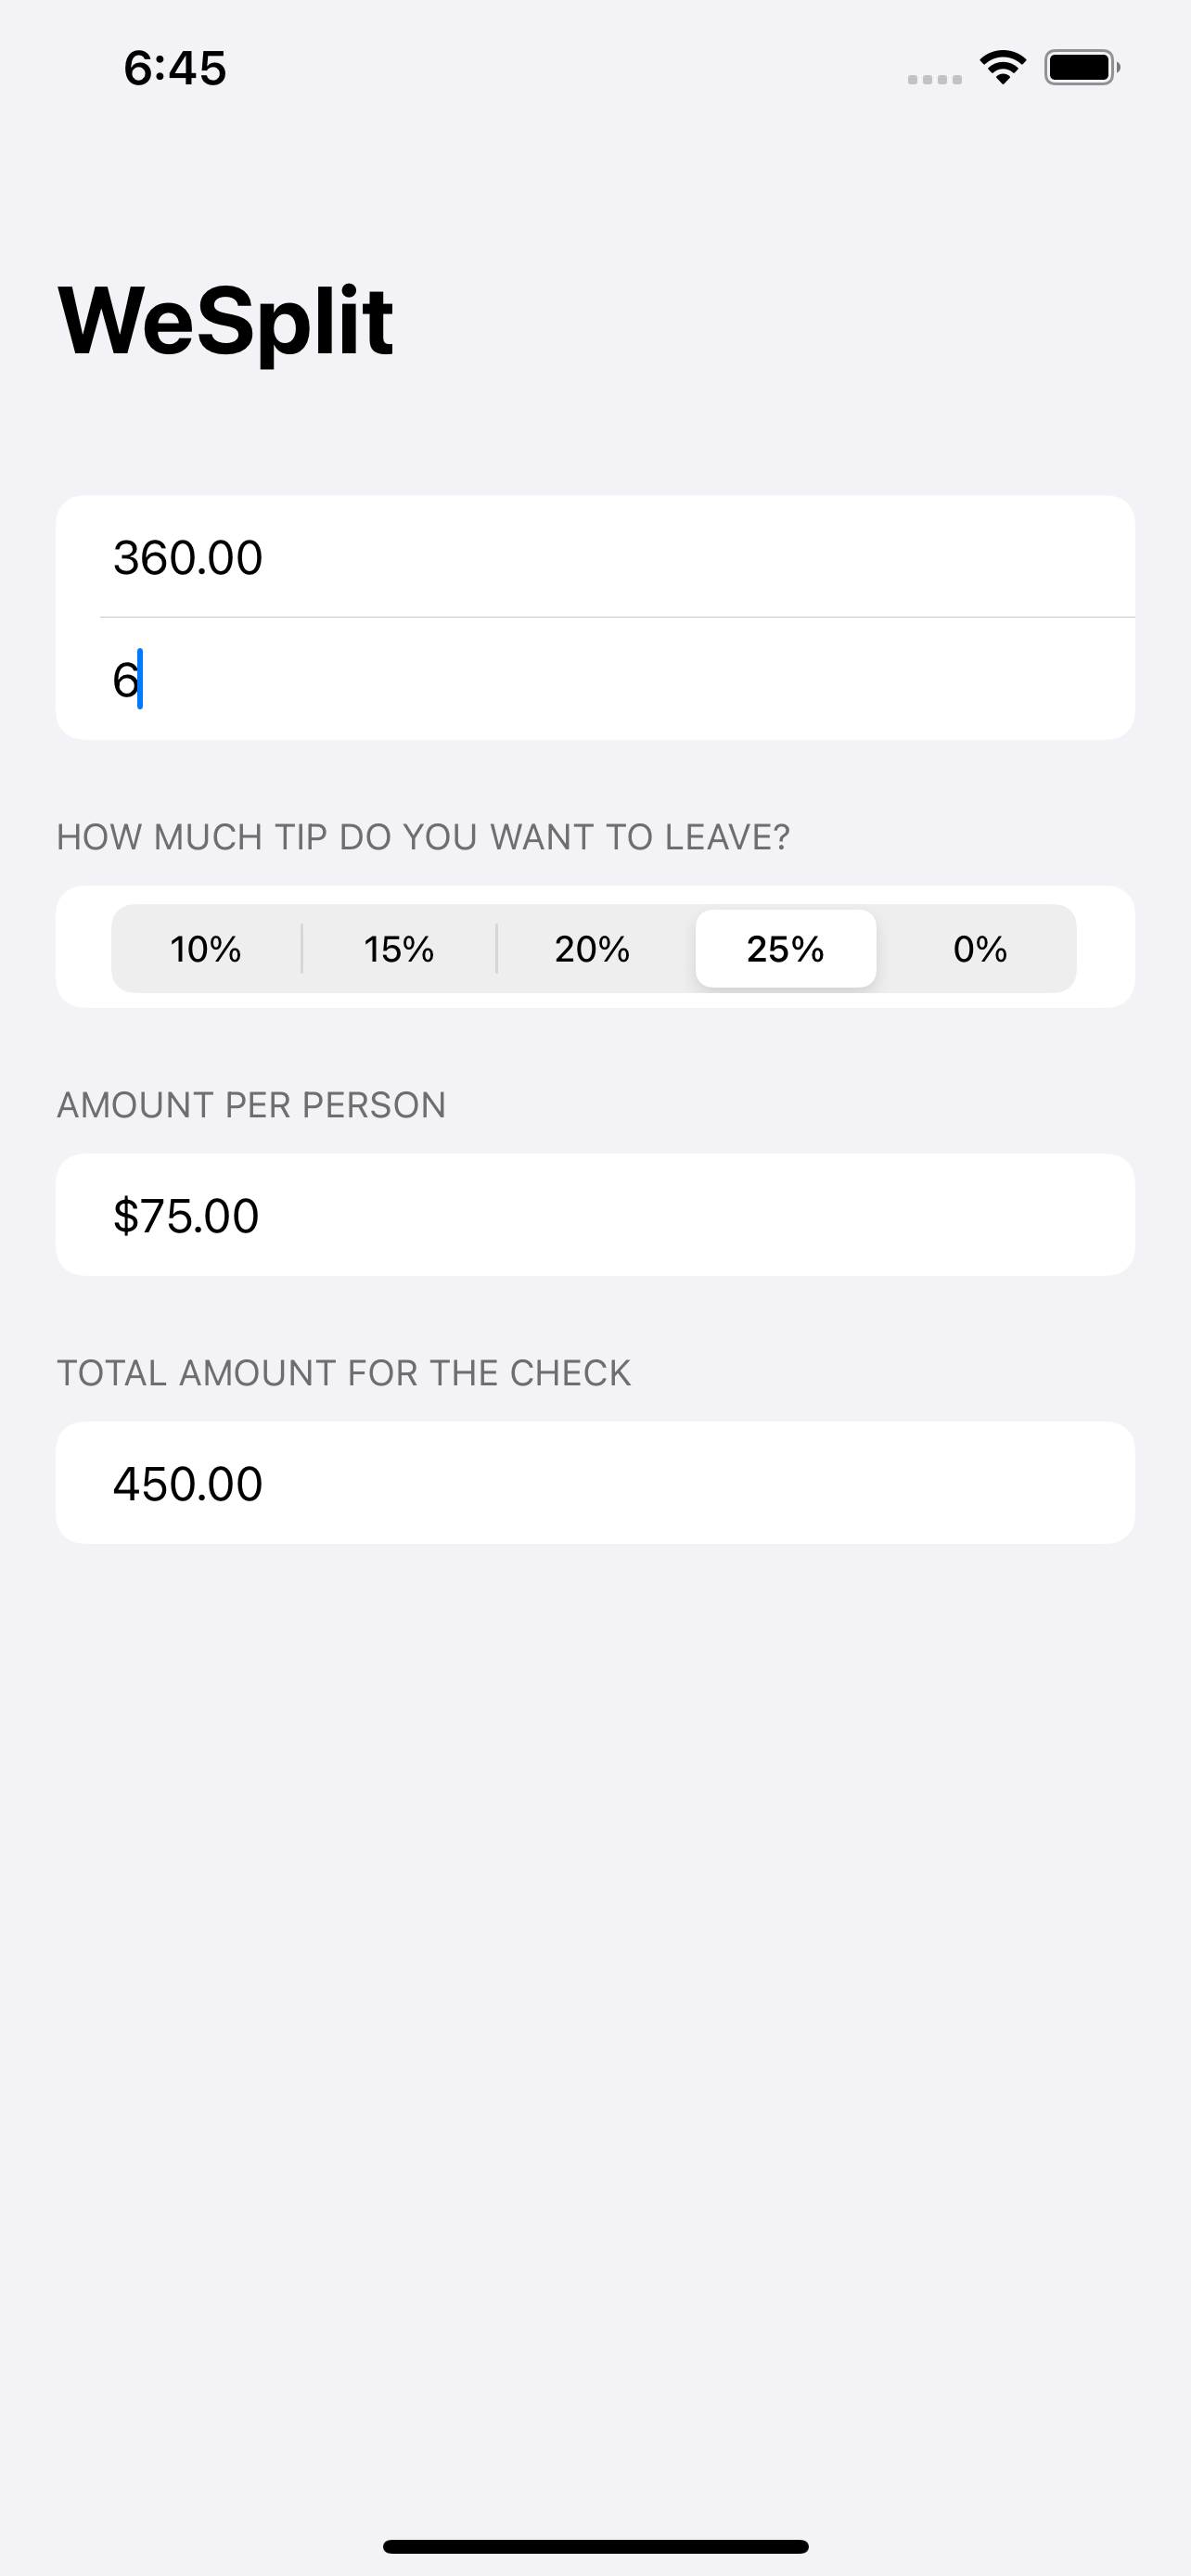 6:45
WeSplit
360.00
6
HOW MUCH TIP DO YOU WANT TO LEAVE?
10% 15% 20% 25% 0%
AMOUNT PER PERSON
$75.00
TOTAL AMOUNT FOR THE CHECK
450.00